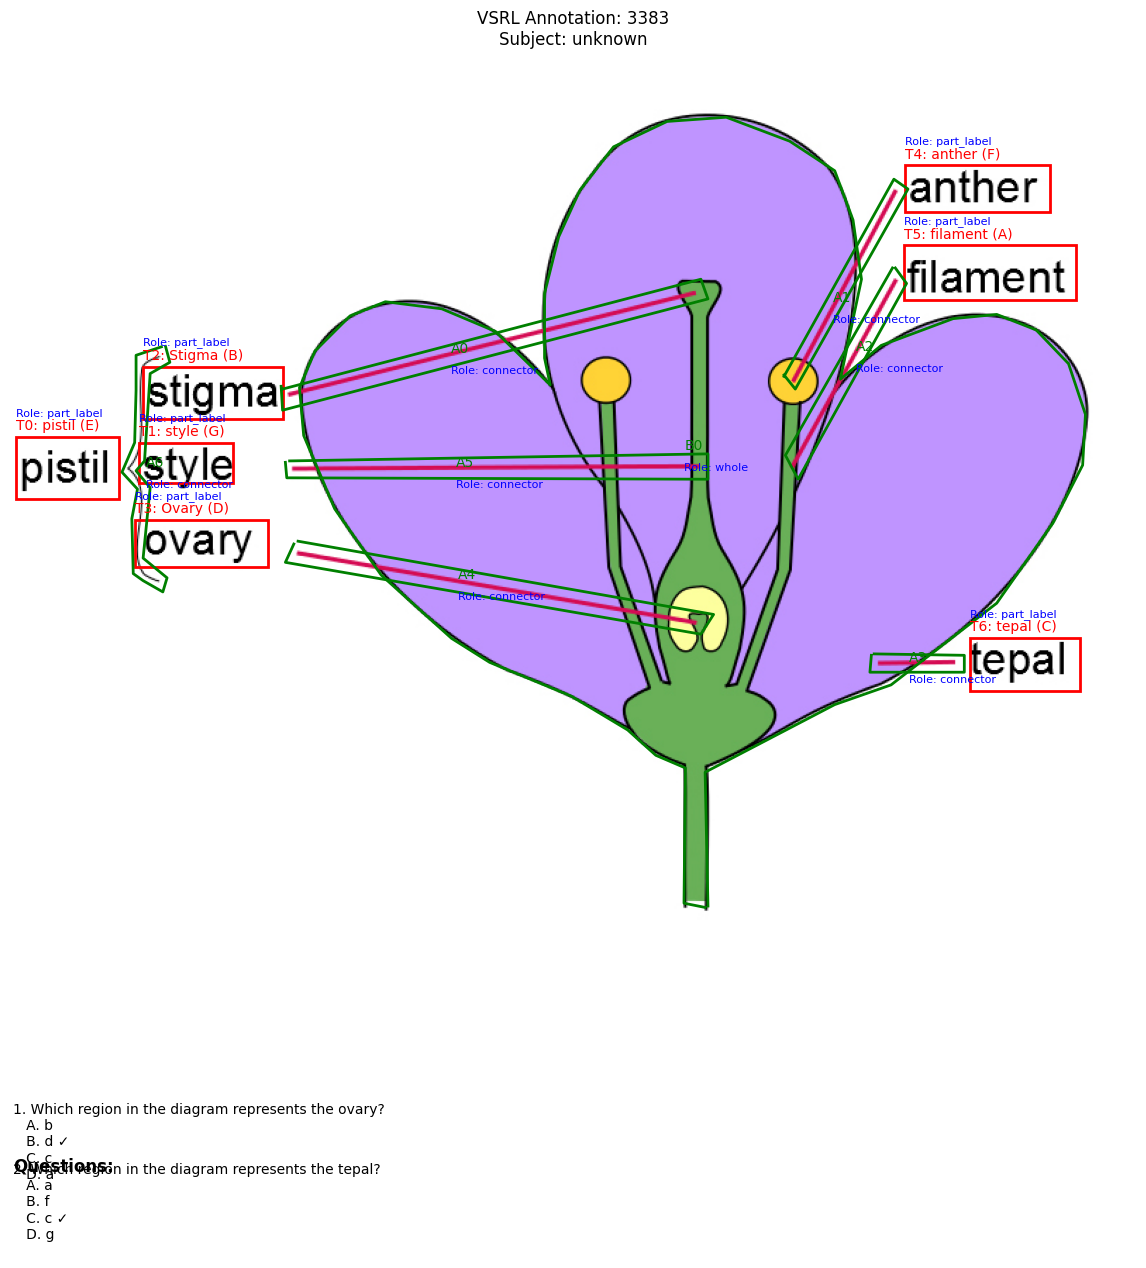 VSRL Annotation: 3383
Subject: unknown
Role: part_label
T4: anther (F)
anther
Role: part_label
T5: filament (A)
filament
A1
Role: connector
A2
Role: connector
Role: part_label
T2: Stigma (B)
stigma
A0
Role: connector
Role: part_label
T0: pistil (E)
pistil
Role: part_label
T1: style (G)
style
A6
Role: connector
A5
Role: connector
B0
Role: whole
Role: part_label
T3: Ovary (D)
ovary
A4
Role: connector
Role: part_label
T6: tepal (C)
tepal
A3
Role: connector
1. Which region in the diagram represents the ovary?
A. b
B. d ✓
C. c
D. a
Questions:
2. Which region in the diagram represents the tepal?
A. a
B. f
C. c ✓
D. g